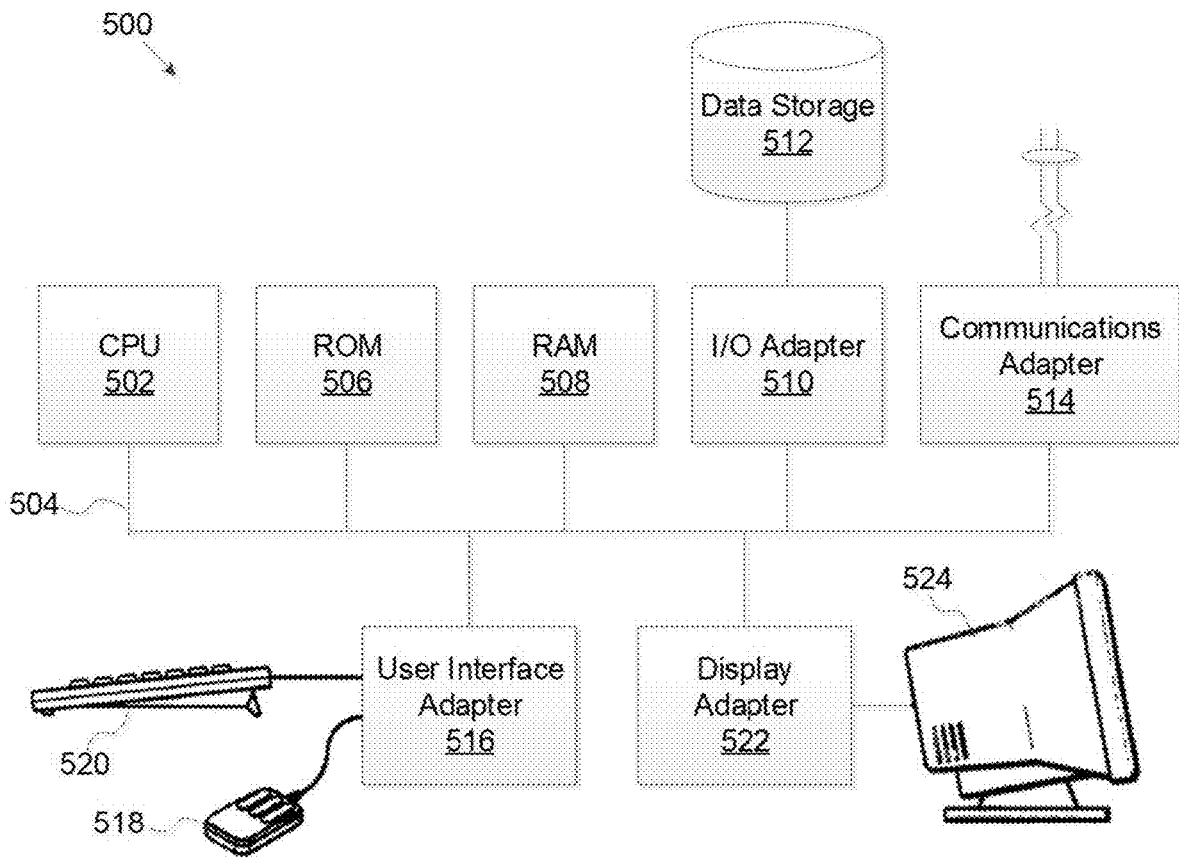 500
Data Storage
512
CPU
502
ROM
506
RAM
508
I/O Adapter
510
Communications
Adapter
514
504
524
User Interface
Adapter
516
Display
Adapter
522
520
518